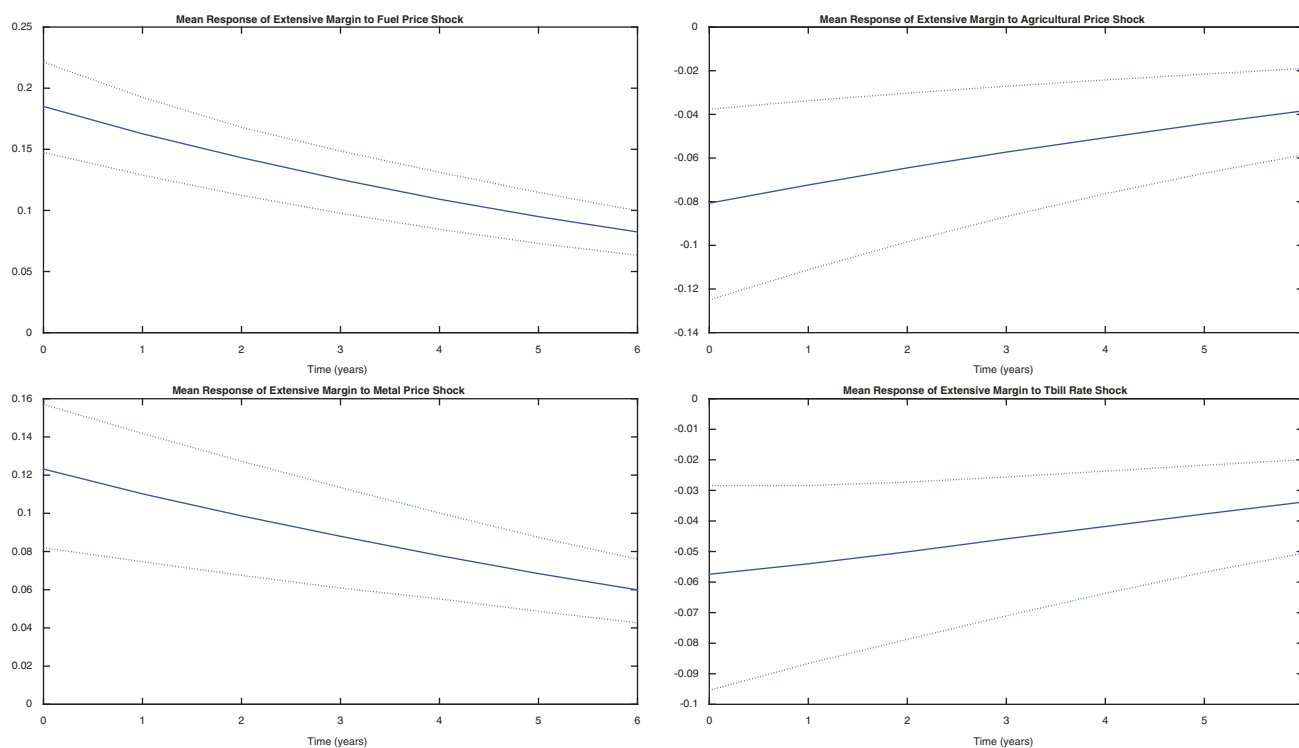 Mean Response of Extensive Margin to Fuel Price Shock
0.25
0.2
0.15
0.1
0.05
0
0 1 2 3 4 5 6
Time (years)
Mean Response of Extensive Margin to Agricultural Price Shock
0
-0.02
-0.04
-0.06
-0.08
-0.1
-0.12
-0.14
0 1 2 3 4 5
Time (years)
Mean Response of Extensive Margin to Metal Price Shock
0.16
0.14
0.12
0.1
0.08
0.06
0.04
0.02
0
0 1 2 3 4 5 6
Time (years)
Mean Response of Extensive Margin to Tbill Rate Shock
0
-0.01
-0.02
-0.03
-0.04
-0.05
-0.06
-0.07
-0.08
-0.09
-0.1
0 1 2 3 4 5
Time (years)